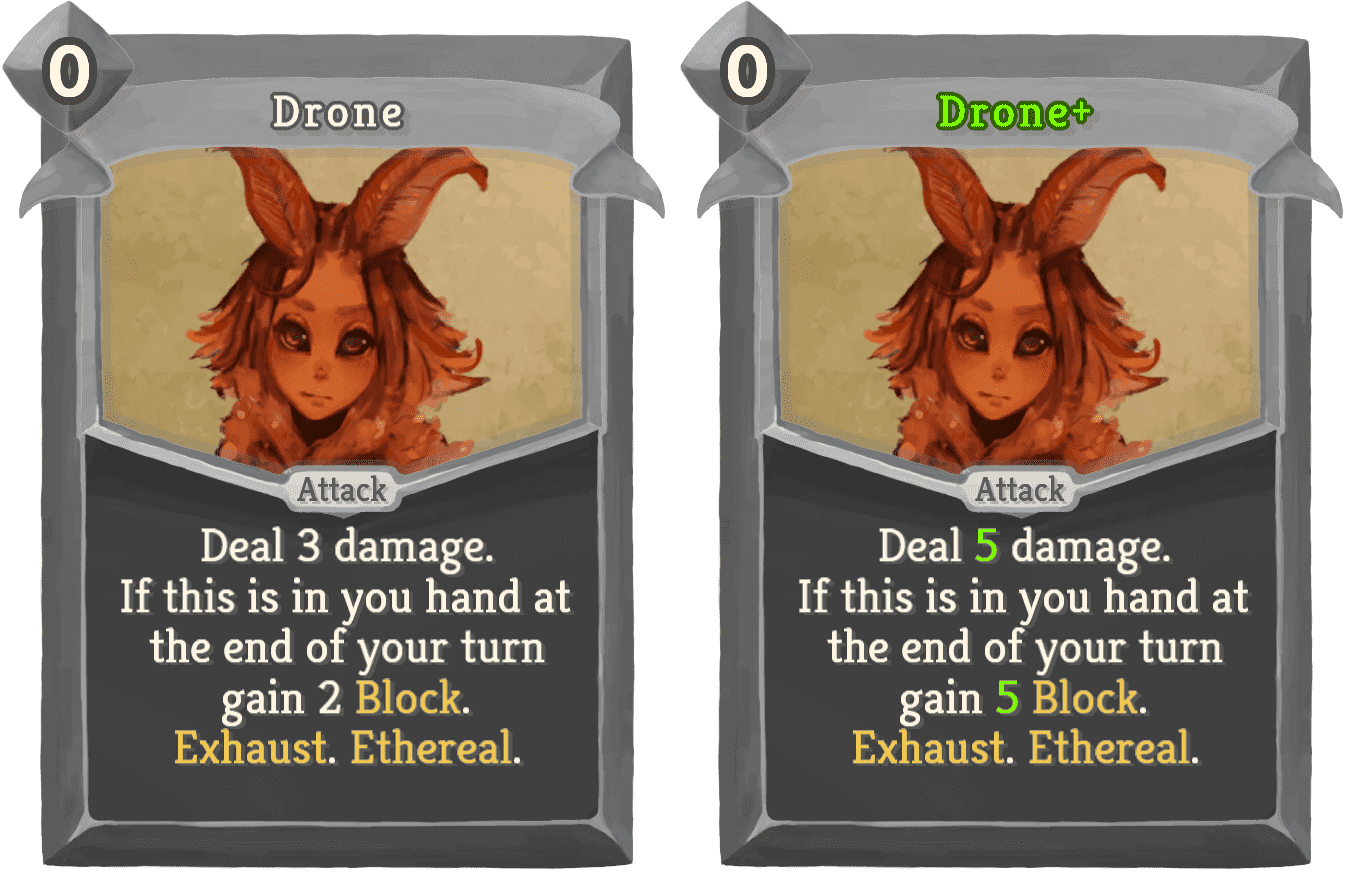 0
Drone
Attack
Deal 3 damage.
If this is in you hand at
the end of your turn
gain 2 Block.
Exhaust. Ethereal.
0
Drone+
Attack
Deal 5 damage.
If this is in you hand at
the end of your turn
gain 5 Block.
Exhaust. Ethereal.